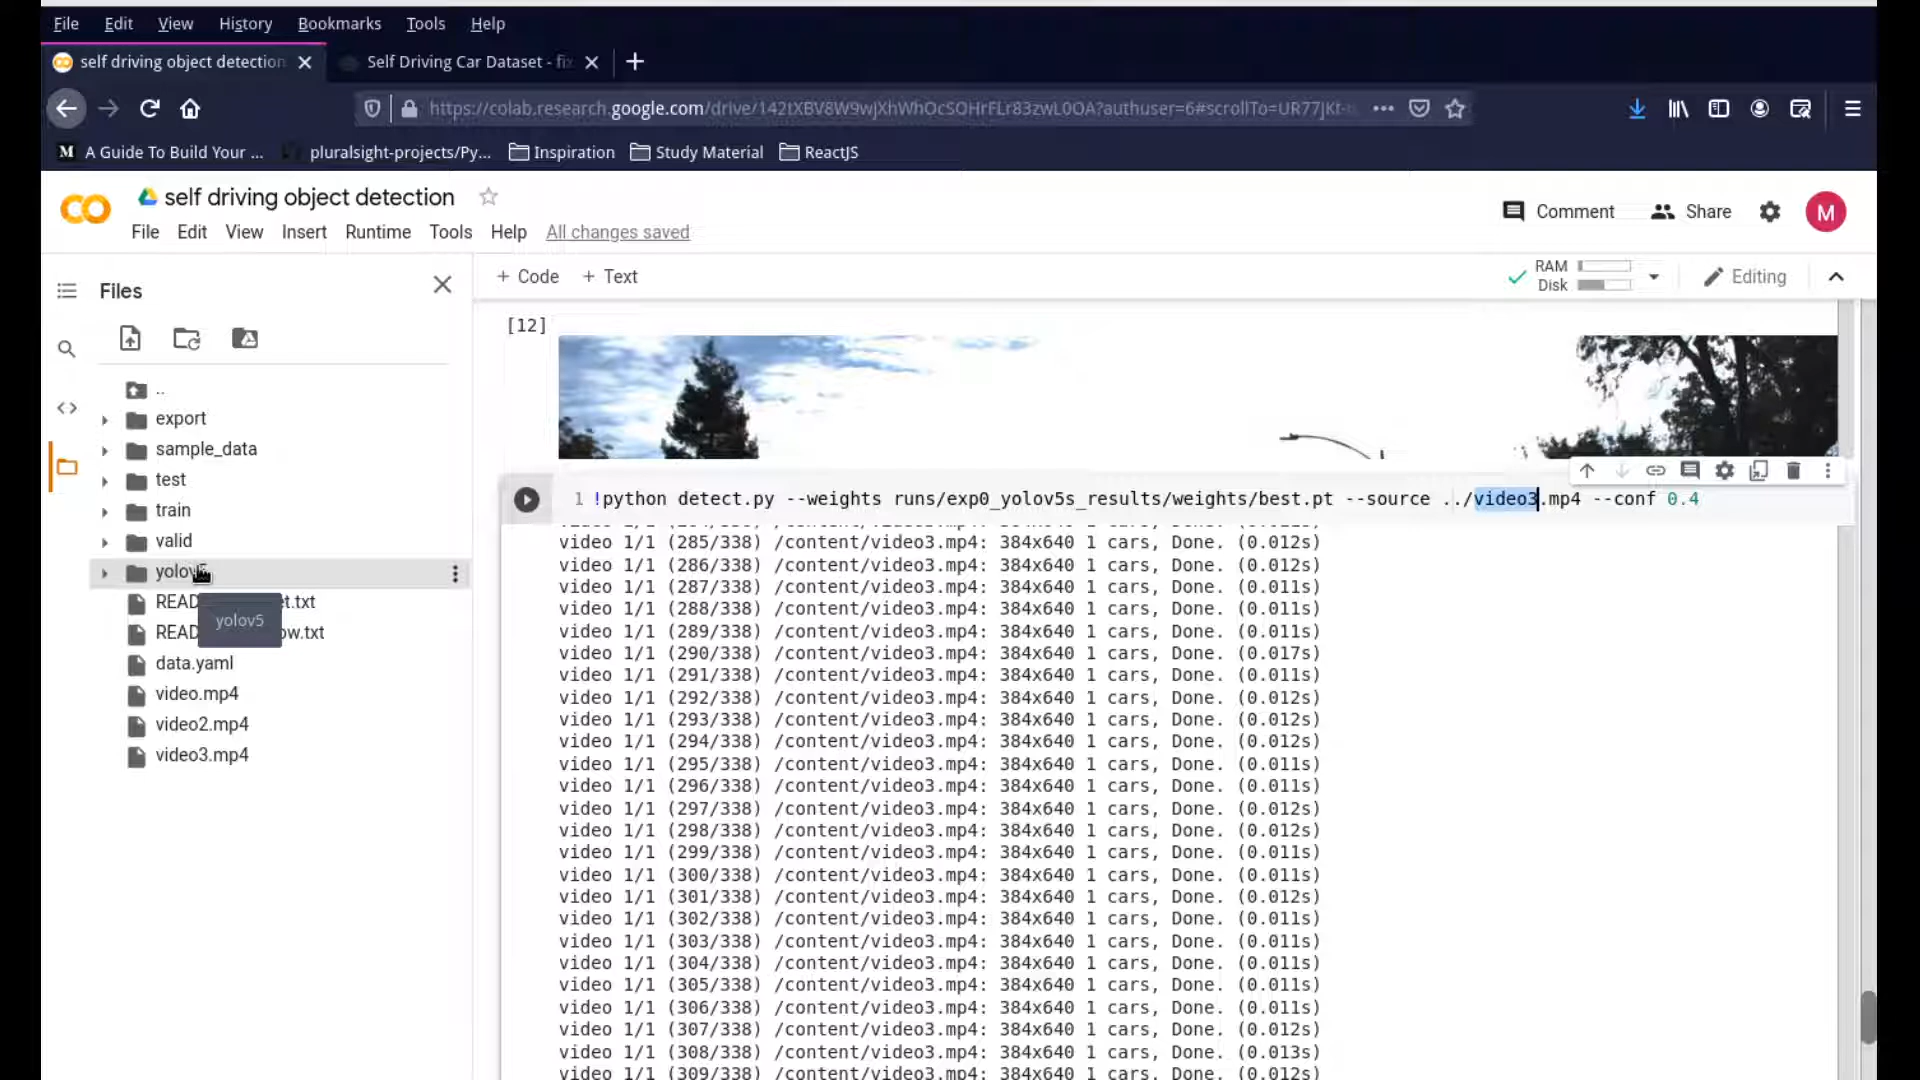 File Edit View History Bookmarks Tools Help
self driving object detection
Self Driving Car Dataset - fix
https://colab.research.google.com/drive/142tXBV8W9wjXhWhOcSOHrFLr83zwL0OA?authuser=6#scrollTo=UR77jKt-
M A Guide To Build Your ...
pluralsight-projects/Py...
Inspiration
Study Material
ReactJS
self driving object detection
Comment
Share
M
File Edit View Insert Runtime Tools Help All changes saved
Files
+ Code + Text
RAM
Disk
Editing
..
export
sample_data
test
train
valid
yolov5
yolov5
data.yaml
video.mp4
video2.mp4
video3.mp4
[12]
1 !python detect.py --weights runs/exp0_yolov5s_results/weights/best.pt --source ../video3.mp4 --conf 0.4
video 1/1 (285/338) /content/video3.mp4: 384x640 1 cars, Done. (0.012s)
video 1/1 (286/338) /content/video3.mp4: 384x640 1 cars, Done. (0.012s)
video 1/1 (287/338) /content/video3.mp4: 384x640 1 cars, Done. (0.011s)
video 1/1 (288/338) /content/video3.mp4: 384x640 1 cars, Done. (0.011s)
video 1/1 (289/338) /content/video3.mp4: 384x640 1 cars, Done. (0.011s)
video 1/1 (290/338) /content/video3.mp4: 384x640 1 cars, Done. (0.017s)
video 1/1 (291/338) /content/video3.mp4: 384x640 1 cars, Done. (0.011s)
video 1/1 (292/338) /content/video3.mp4: 384x640 1 cars, Done. (0.012s)
video 1/1 (293/338) /content/video3.mp4: 384x640 1 cars, Done. (0.012s)
video 1/1 (294/338) /content/video3.mp4: 384x640 1 cars, Done. (0.012s)
video 1/1 (295/338) /content/video3.mp4: 384x640 1 cars, Done. (0.011s)
video 1/1 (296/338) /content/video3.mp4: 384x640 1 cars, Done. (0.011s)
video 1/1 (297/338) /content/video3.mp4: 384x640 1 cars, Done. (0.012s)
video 1/1 (298/338) /content/video3.mp4: 384x640 1 cars, Done. (0.012s)
video 1/1 (299/338) /content/video3.mp4: 384x640 1 cars, Done. (0.011s)
video 1/1 (300/338) /content/video3.mp4: 384x640 1 cars, Done. (0.011s)
video 1/1 (301/338) /content/video3.mp4: 384x640 1 cars, Done. (0.012s)
video 1/1 (302/338) /content/video3.mp4: 384x640 1 cars, Done. (0.011s)
video 1/1 (303/338) /content/video3.mp4: 384x640 1 cars, Done. (0.011s)
video 1/1 (304/338) /content/video3.mp4: 384x640 1 cars, Done. (0.011s)
video 1/1 (305/338) /content/video3.mp4: 384x640 1 cars, Done. (0.011s)
video 1/1 (306/338) /content/video3.mp4: 384x640 1 cars, Done. (0.011s)
video 1/1 (307/338) /content/video3.mp4: 384x640 1 cars, Done. (0.012s)
video 1/1 (308/338) /content/video3.mp4: 384x640 1 cars, Done. (0.013s)
video 1/1 (309/338) /content/video3.mp4: 384x640 1 cars, Done. (0.012s)